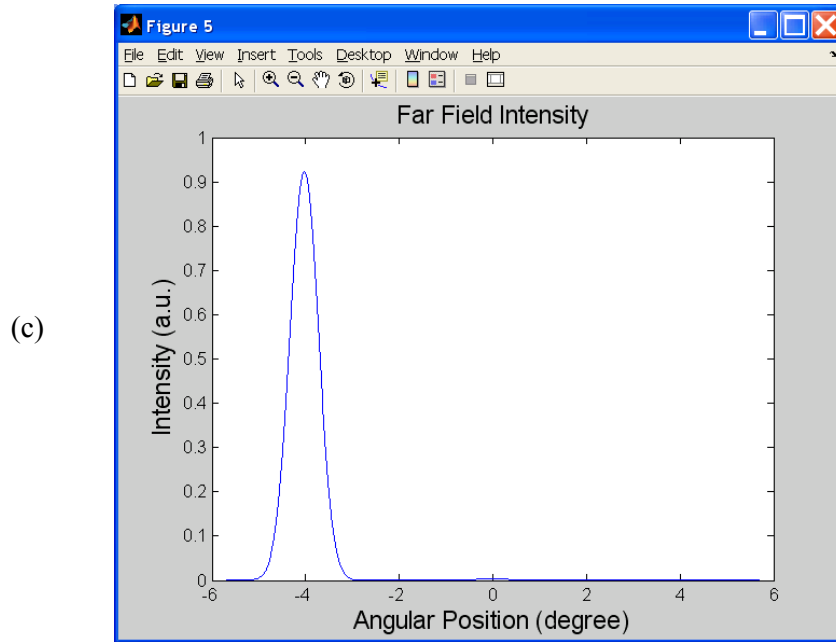 Figure 5
File Edit View Insert Tools Desktop Window Help
Far Field Intensity
1
0.9
0.8
0.7
0.6
0.5
0.4
0.3
0.2
0.1
0
Intensity (a.u.)
(c)
-6 -4 -2 0 2 4 6
Angular Position (degree)